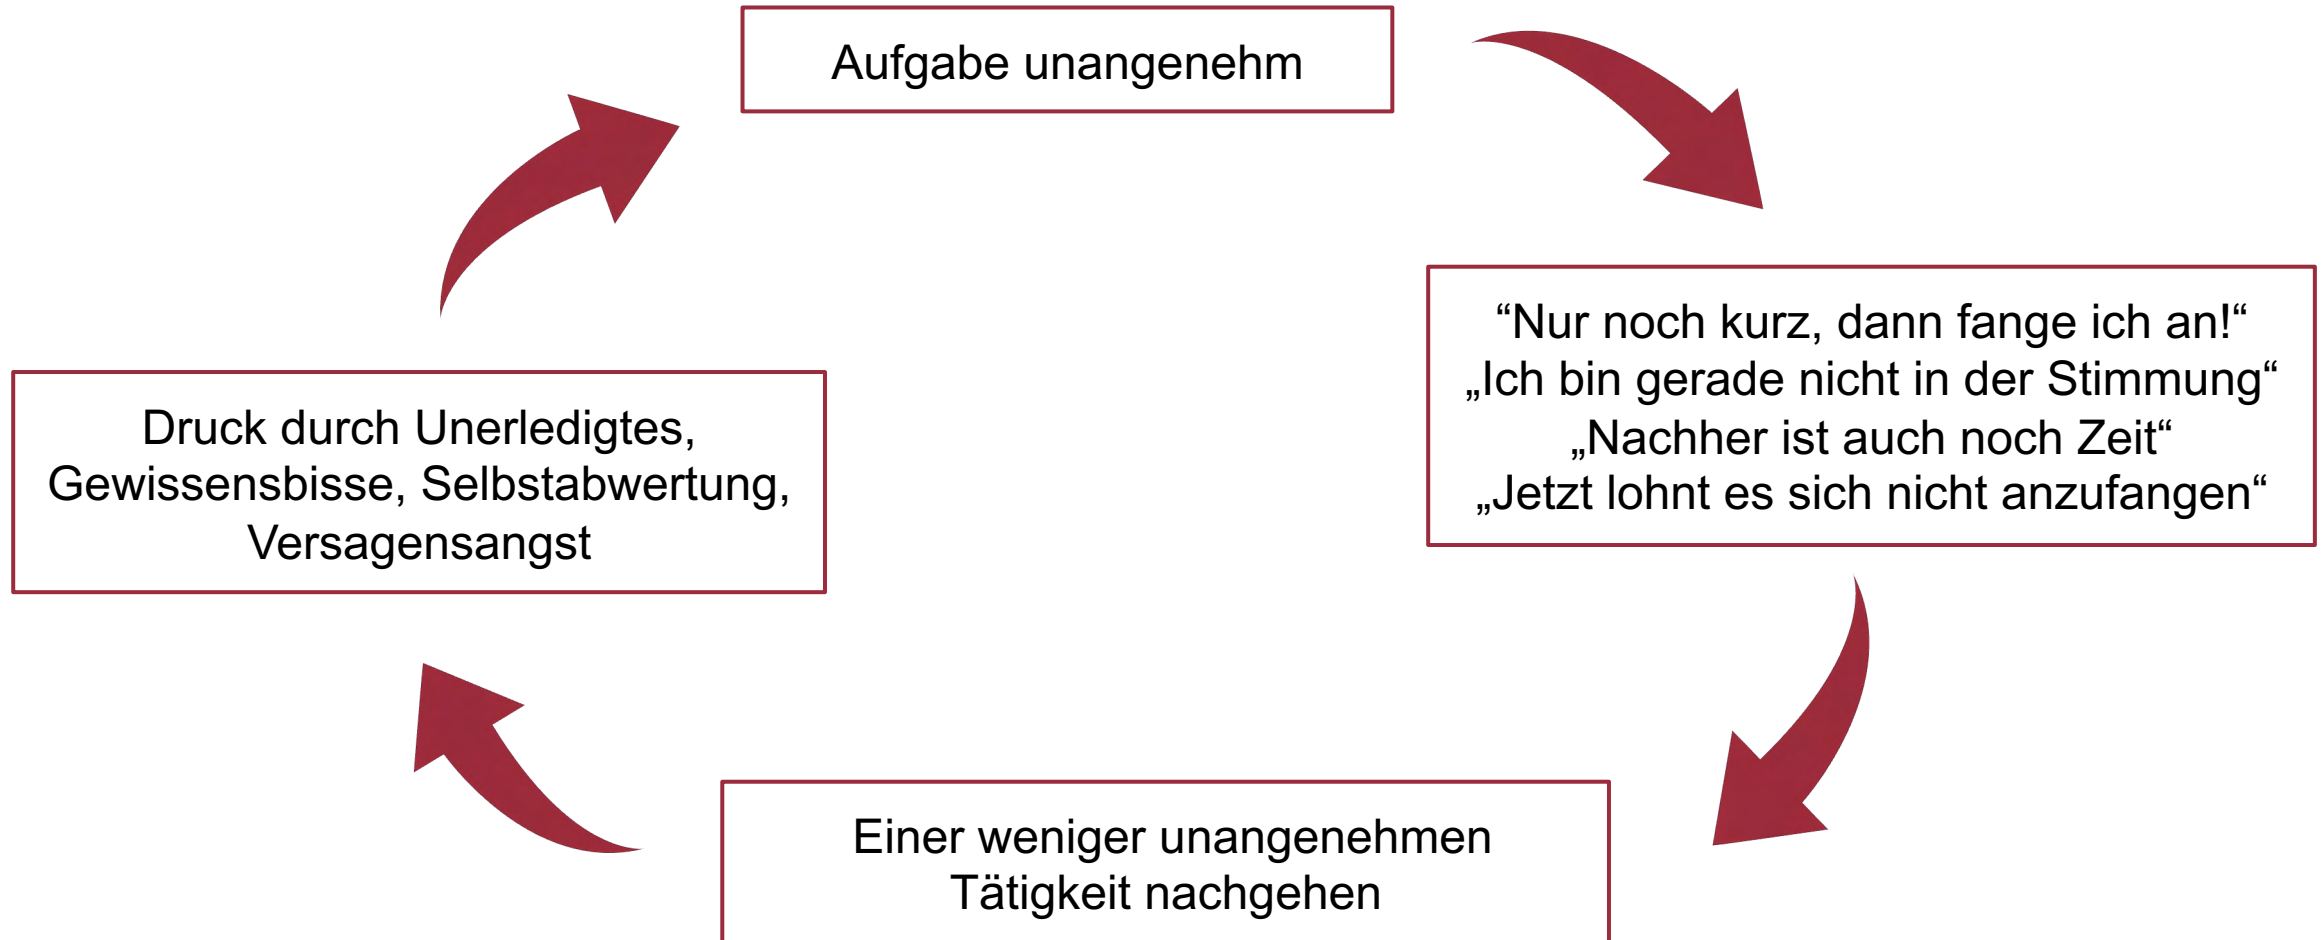 Aufgabe unangenehm
“Nur noch kurz, dann fange ich an!“
„Ich bin gerade nicht in der Stimmung“
„Nachher ist auch noch Zeit“
„Jetzt lohnt es sich nicht anzufangen“
Einer weniger unangenehmen
Tätigkeit nachgehen
Druck durch Unerledigtes,
Gewissensbisse, Selbstabwertung,
Versagensangst